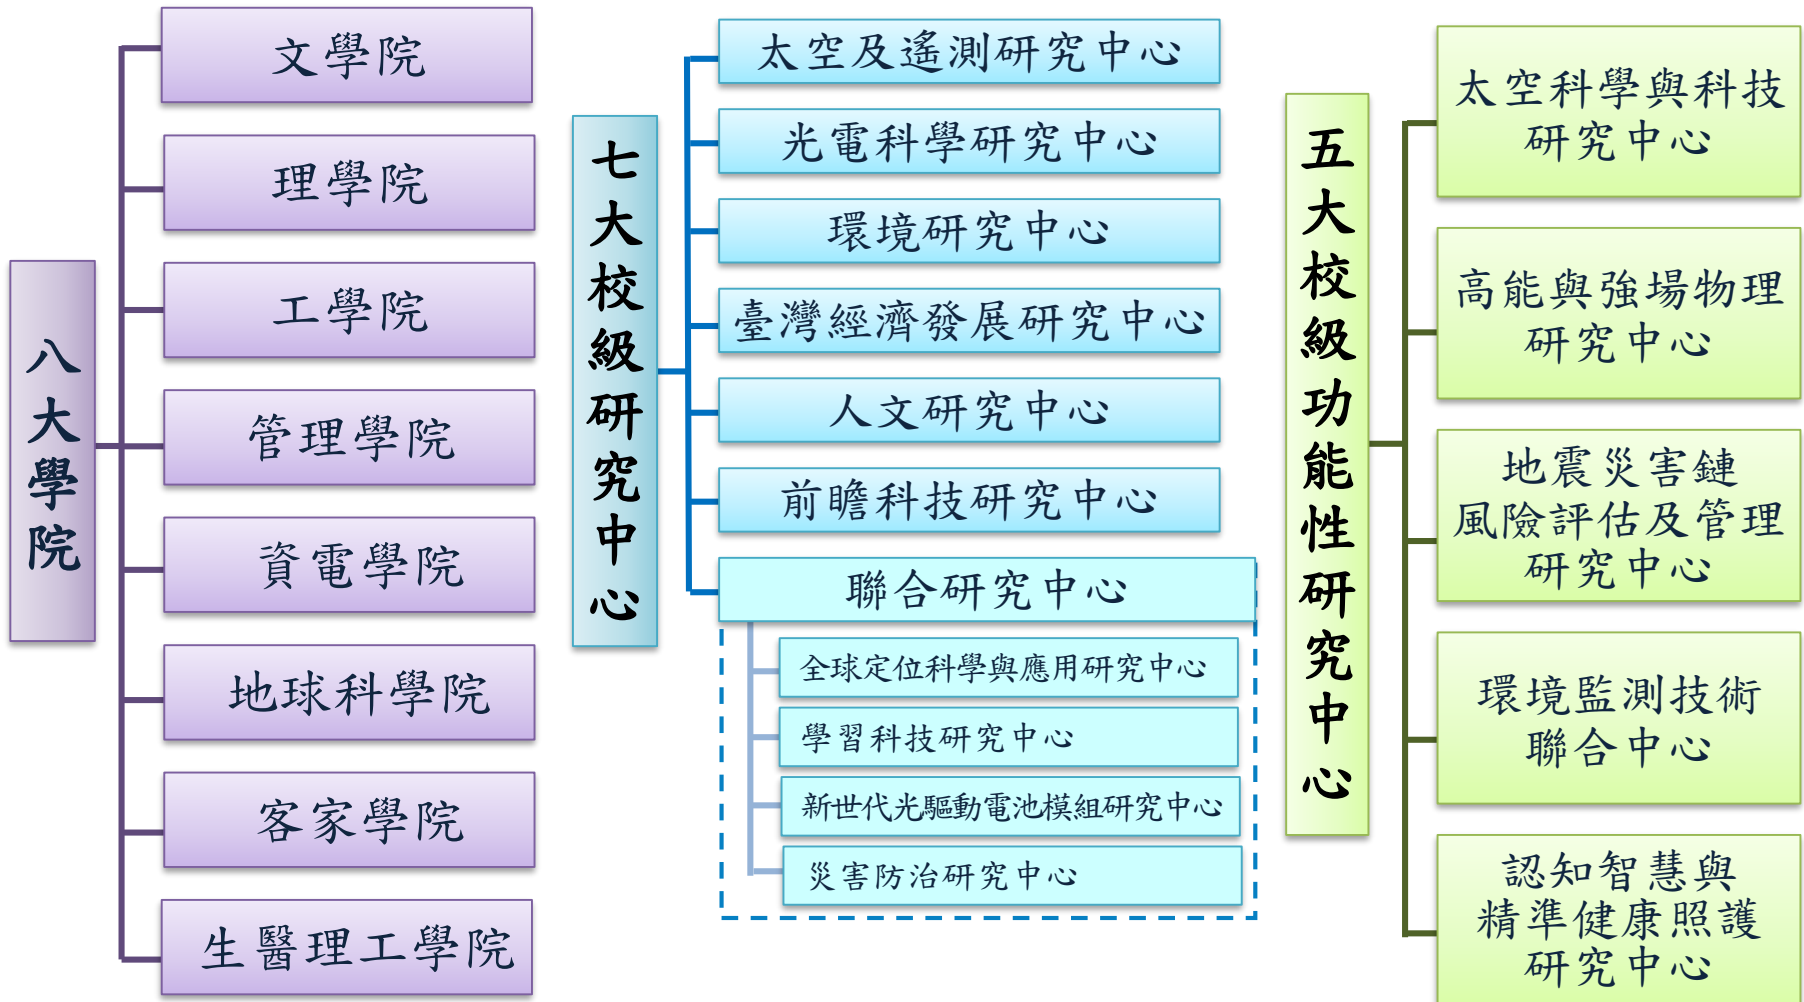 八大學院
文學院
理學院
工學院
管理學院
資電學院
地球科學院
客家學院
生醫理工學院
七大校級研究中心
太空及遙測研究中心
光電科學研究中心
環境研究中心
臺灣經濟發展研究中心
人文研究中心
前瞻科技研究中心
聯合研究中心
全球定位科學與應用研究中心
學習科技研究中心
新世代光驅動電池模組研究中心
災害防治研究中心
五大校級功能性研究中心
太空科學與科技
研究中心
高能與強場物理
研究中心
地震災害鏈
風險評估及管理
研究中心
環境監測技術
聯合中心
認知智慧與
精準健康照護
研究中心